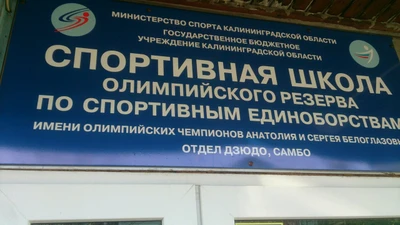 МИНИСТЕРСТВО СПОРТА КАЛИНИНГРАДСКОЙ ОБЛАСТИ
ГОСУДАРСТВЕННОЕ БЮДЖЕТНОЕ
УЧРЕЖДЕНИЕ КАЛИНИНГРАДСКОЙ ОБЛАСТИ
СПОРТИВНАЯ ШКОЛА
ОЛИМПИЙСКОГО РЕЗЕРВА
ПО СПОРТИВНЫМ ЕДИНОБОРСТВАМ
ИМЕНИ ОЛИМПИЙСКИХ ЧЕМПИОНОВ АНАТОЛИЯ И СЕРГЕЯ БЕЛОГЛАЗОВ
ОТДЕЛ ДЗЮДО, САМБО